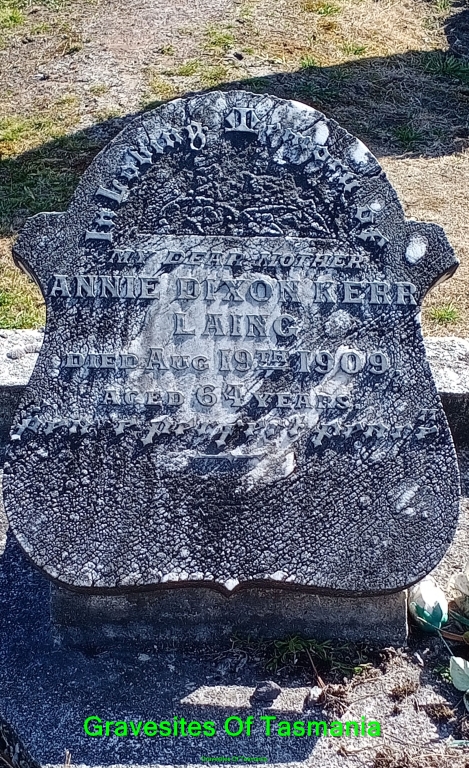 In Loving Memory of
MY DEAR MOTHER
ANNIE DIXON KERR
LAING
DIED AUG 19TH 1909
AGED 64 YEARS
Gravesites Of Tasmania